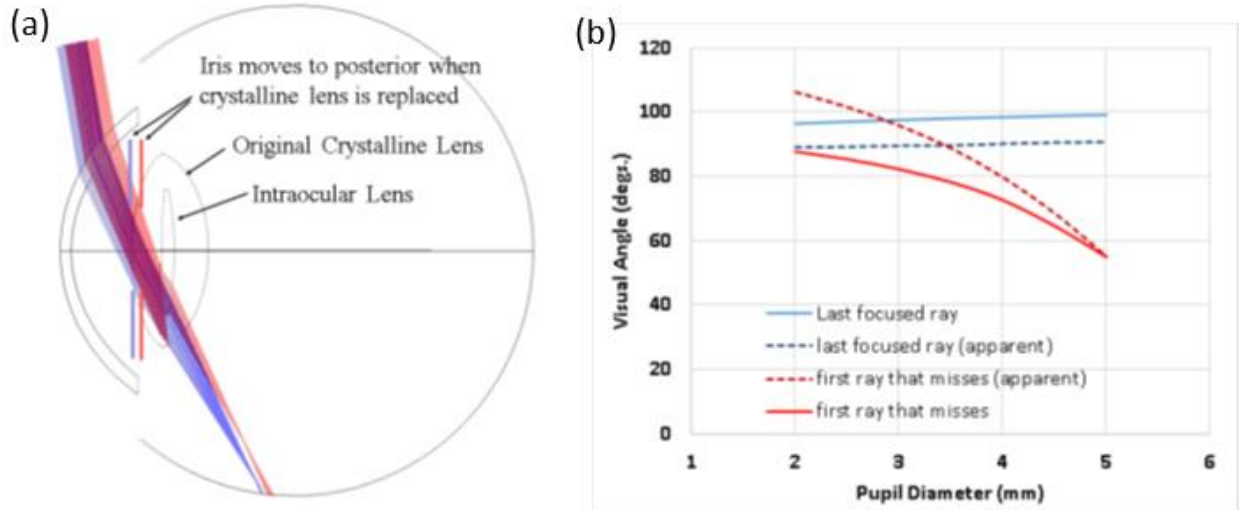 (a)
Iris moves to posterior when
crystalline lens is replaced
Original Crystalline Lens
Intraocular Lens
(b)
120
100
80
60
40
20
0
Visual Angle (degs.)
Last focused ray
last focused ray (apparent)
first ray that misses (apparent)
first ray that misses
1 2 3 4 5 6
Pupil Diameter (mm)